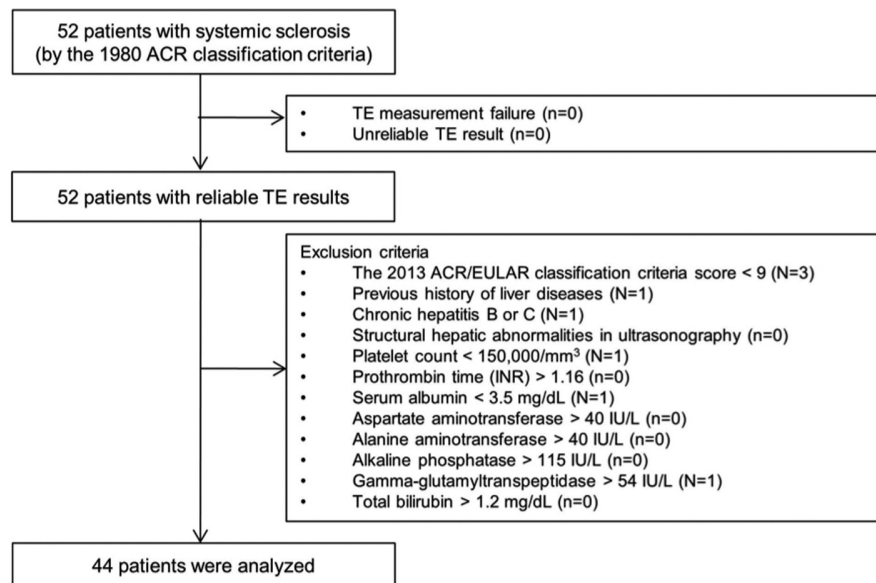 52 patients with systemic sclerosis
(by the 1980 ACR classification criteria)
• TE measurement failure (n=0)
• Unreliable TE result (n=0)
52 patients with reliable TE results
Exclusion criteria
• The 2013 ACR/EULAR classification criteria score < 9 (N=3)
• Previous history of liver diseases (N=1)
• Chronic hepatitis B or C (N=1)
• Structural hepatic abnormalities in ultrasonography (n=0)
• Platelet count < 150,000/mm³ (N=1)
• Prothrombin time (INR) > 1.16 (n=0)
• Serum albumin < 3.5 mg/dL (N=1)
• Aspartate aminotransferase > 40 IU/L (n=0)
• Alanine aminotransferase > 40 IU/L (n=0)
• Alkaline phosphatase > 115 IU/L (n=0)
• Gamma-glutamyltranspeptidase > 54 IU/L (N=1)
• Total bilirubin > 1.2 mg/dL (n=0)
44 patients were analyzed